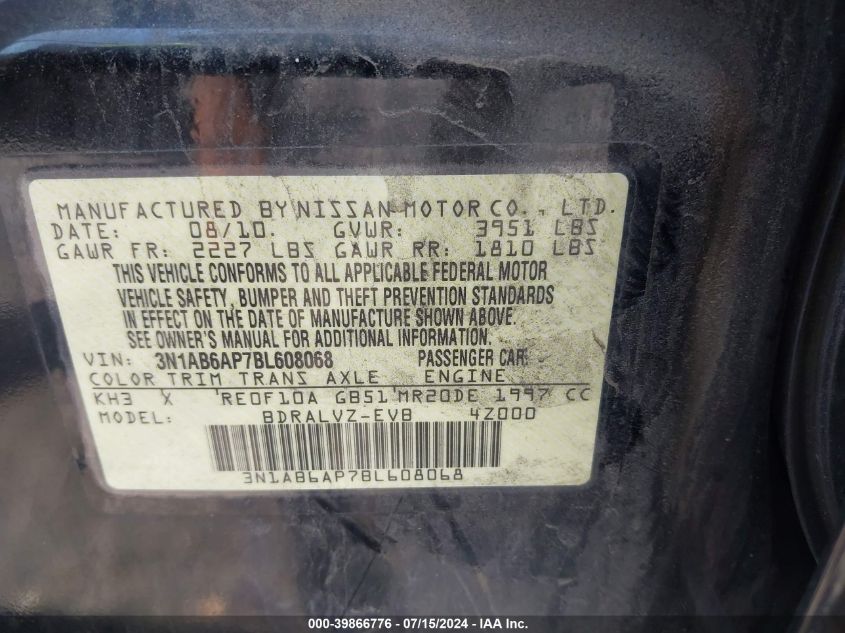 MANUFACTURED BY NISSAN MOTOR CO., LTD.
DATE: 08/10. GVWR: 3951 LBS
GAWR FR: 2227 LBS GAWR RR: 1810 LBS
THIS VEHICLE CONFORMS TO ALL APPLICABLE FEDERAL MOTOR
VEHICLE SAFETY, BUMPER AND THEFT PREVENTION STANDARDS
IN EFFECT ON THE DATE OF MANUFACTURE SHOWN ABOVE.
SEE OWNER'S MANUAL FOR ADDITIONAL INFORMATION.
VIN: 3N1AB6AP7BL608068 PASSENGER CAR
COLOR TRIM TRANS AXLE ENGINE
KH3 X RE0F10A GB51 MR20DE 1997 CC
MODEL: BDRALVZ-EVB 4Z000
3N1AB6AP7BL608068
000-39866776 - 07/15/2024 - IAA Inc.